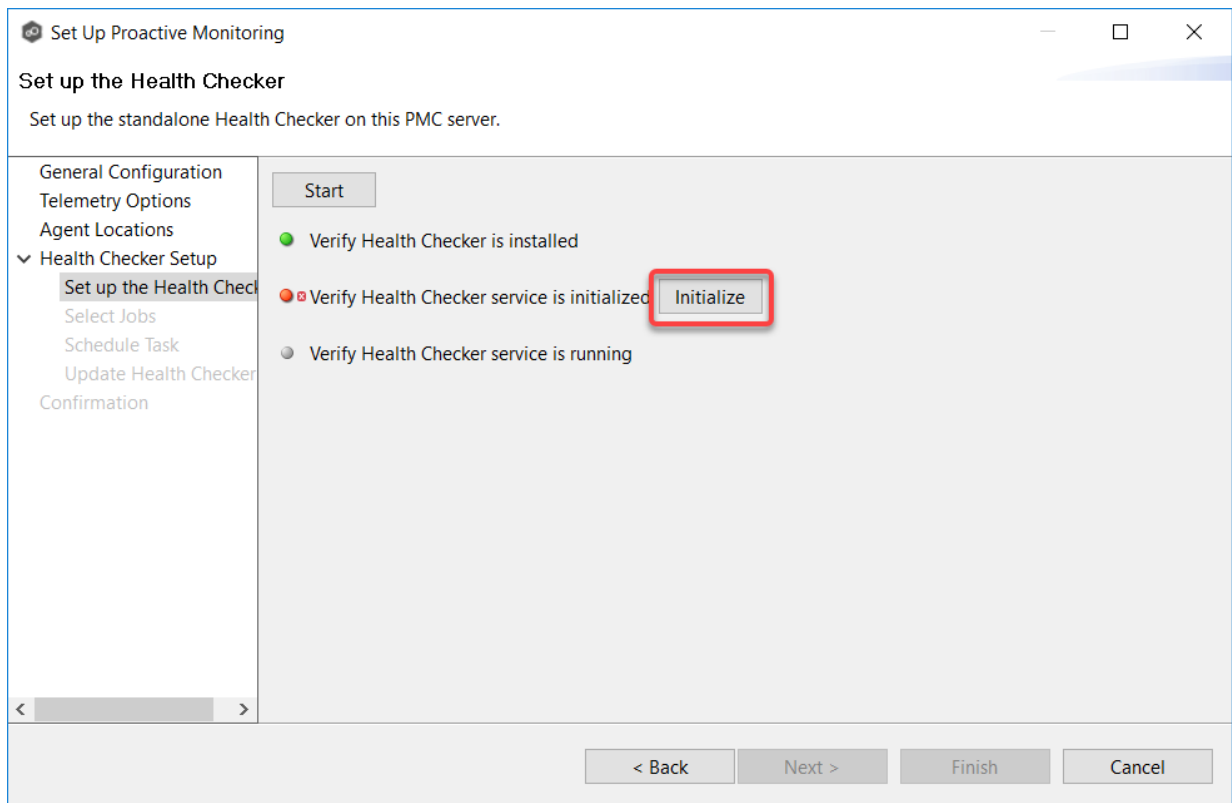 Set Up Proactive Monitoring
Set up the Health Checker
Set up the standalone Health Checker on this PMC server.
General Configuration
Telemetry Options
Agent Locations
Health Checker Setup
Set up the Health Check
Select Jobs
Schedule Task
Update Health Checker
Confirmation
Start
Verify Health Checker is installed
Verify Health Checker service is initialized Initialize
Verify Health Checker service is running
< Back Next > Finish Cancel